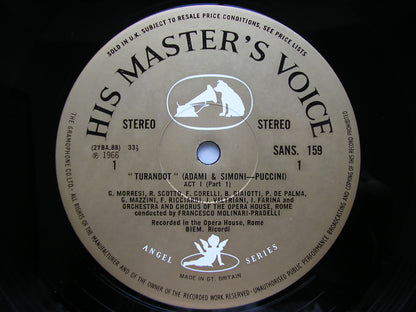 SOLD IN U.K. SUBJECT TO RESALE PRICE CONDITIONS, SEE PRICE LISTS
HIS MASTER'S VOICE
STEREO STEREO
(2YBA.88) 33⅓ SANS. 159
℗ 1966
1 1
"TURANDOT" (ADAMI & SIMONI—PUCCINI)
ACT I (Part 1)
G. MORRESI, R. SCOTTO, F. CORELLI, B. GIAIOTTI, P. DE PALMA,
G. MAZZINI, F. RICCIARDI, J. VALTRIANI, I. FARINA and
ORCHESTRA AND CHORUS OF THE OPERA HOUSE, ROME
conducted by FRANCESCO MOLINARI-PRADELLI
Recorded in the Opera House, Rome
BIEM. Ricordi
ANGEL SERIES
MADE IN GT. BRITAIN
THE GRAMOPHONE CO. LTD. ALL RIGHTS OF THE MANUFACTURER AND OF THE OWNER OF THE RECORDED WORK RESERVED · UNAUTHORISED PUBLIC PERFORMANCE BROADCASTING AND COPYING OF THIS RECORD PROHIBITED